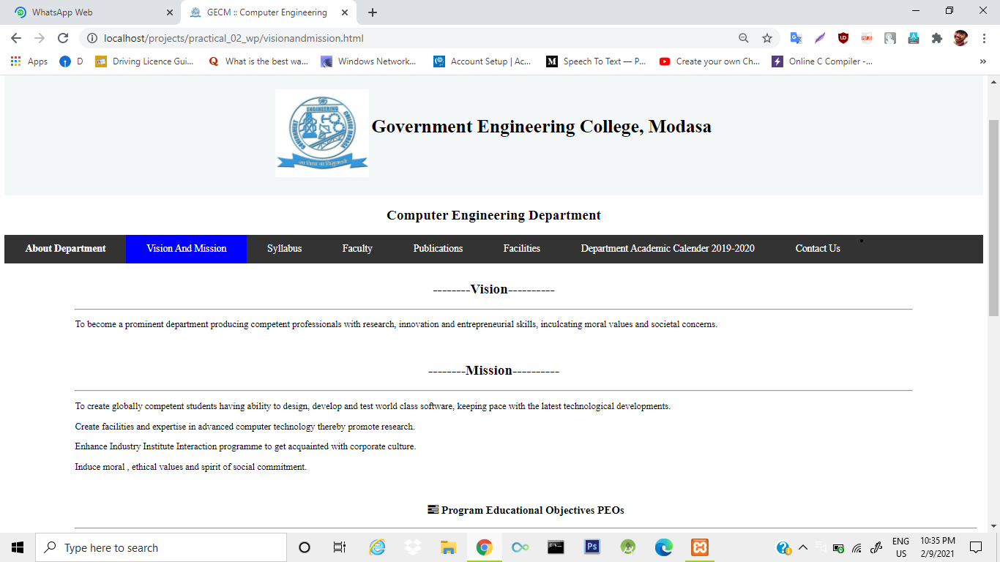 WhatsApp Web
GECM :: Computer Engineering
localhost/projects/practical_02_wp/visionandmission.html
Apps D Driving Licence Gui... What is the best wa... Windows Network... Account Setup | Ac... Speech To Text — P... Create your own Ch... Online C Compiler -... »
ENGINEERING
GOVERNMENT
COLLEGE MODASA
Government Engineering College, Modasa
Computer Engineering Department
About Department Vision And Mission Syllabus Faculty Publications Facilities Department Academic Calender 2019-2020 Contact Us
--------Vision----------
To become a prominent department producing competent professionals with research, innovation and entrepreneurial skills, inculcating moral values and societal concerns.
--------Mission----------
To create globally competent students having ability to design, develop and test world class software, keeping pace with the latest technological developments.
Create facilities and expertise in advanced computer technology thereby promote research.
Enhance Industry Institute Interaction programme to get acquainted with corporate culture.
Induce moral , ethical values and spirit of social commitment.
Program Educational Objectives PEOs
Type here to search
Ps
ENG
US
10:35 PM
2/9/2021